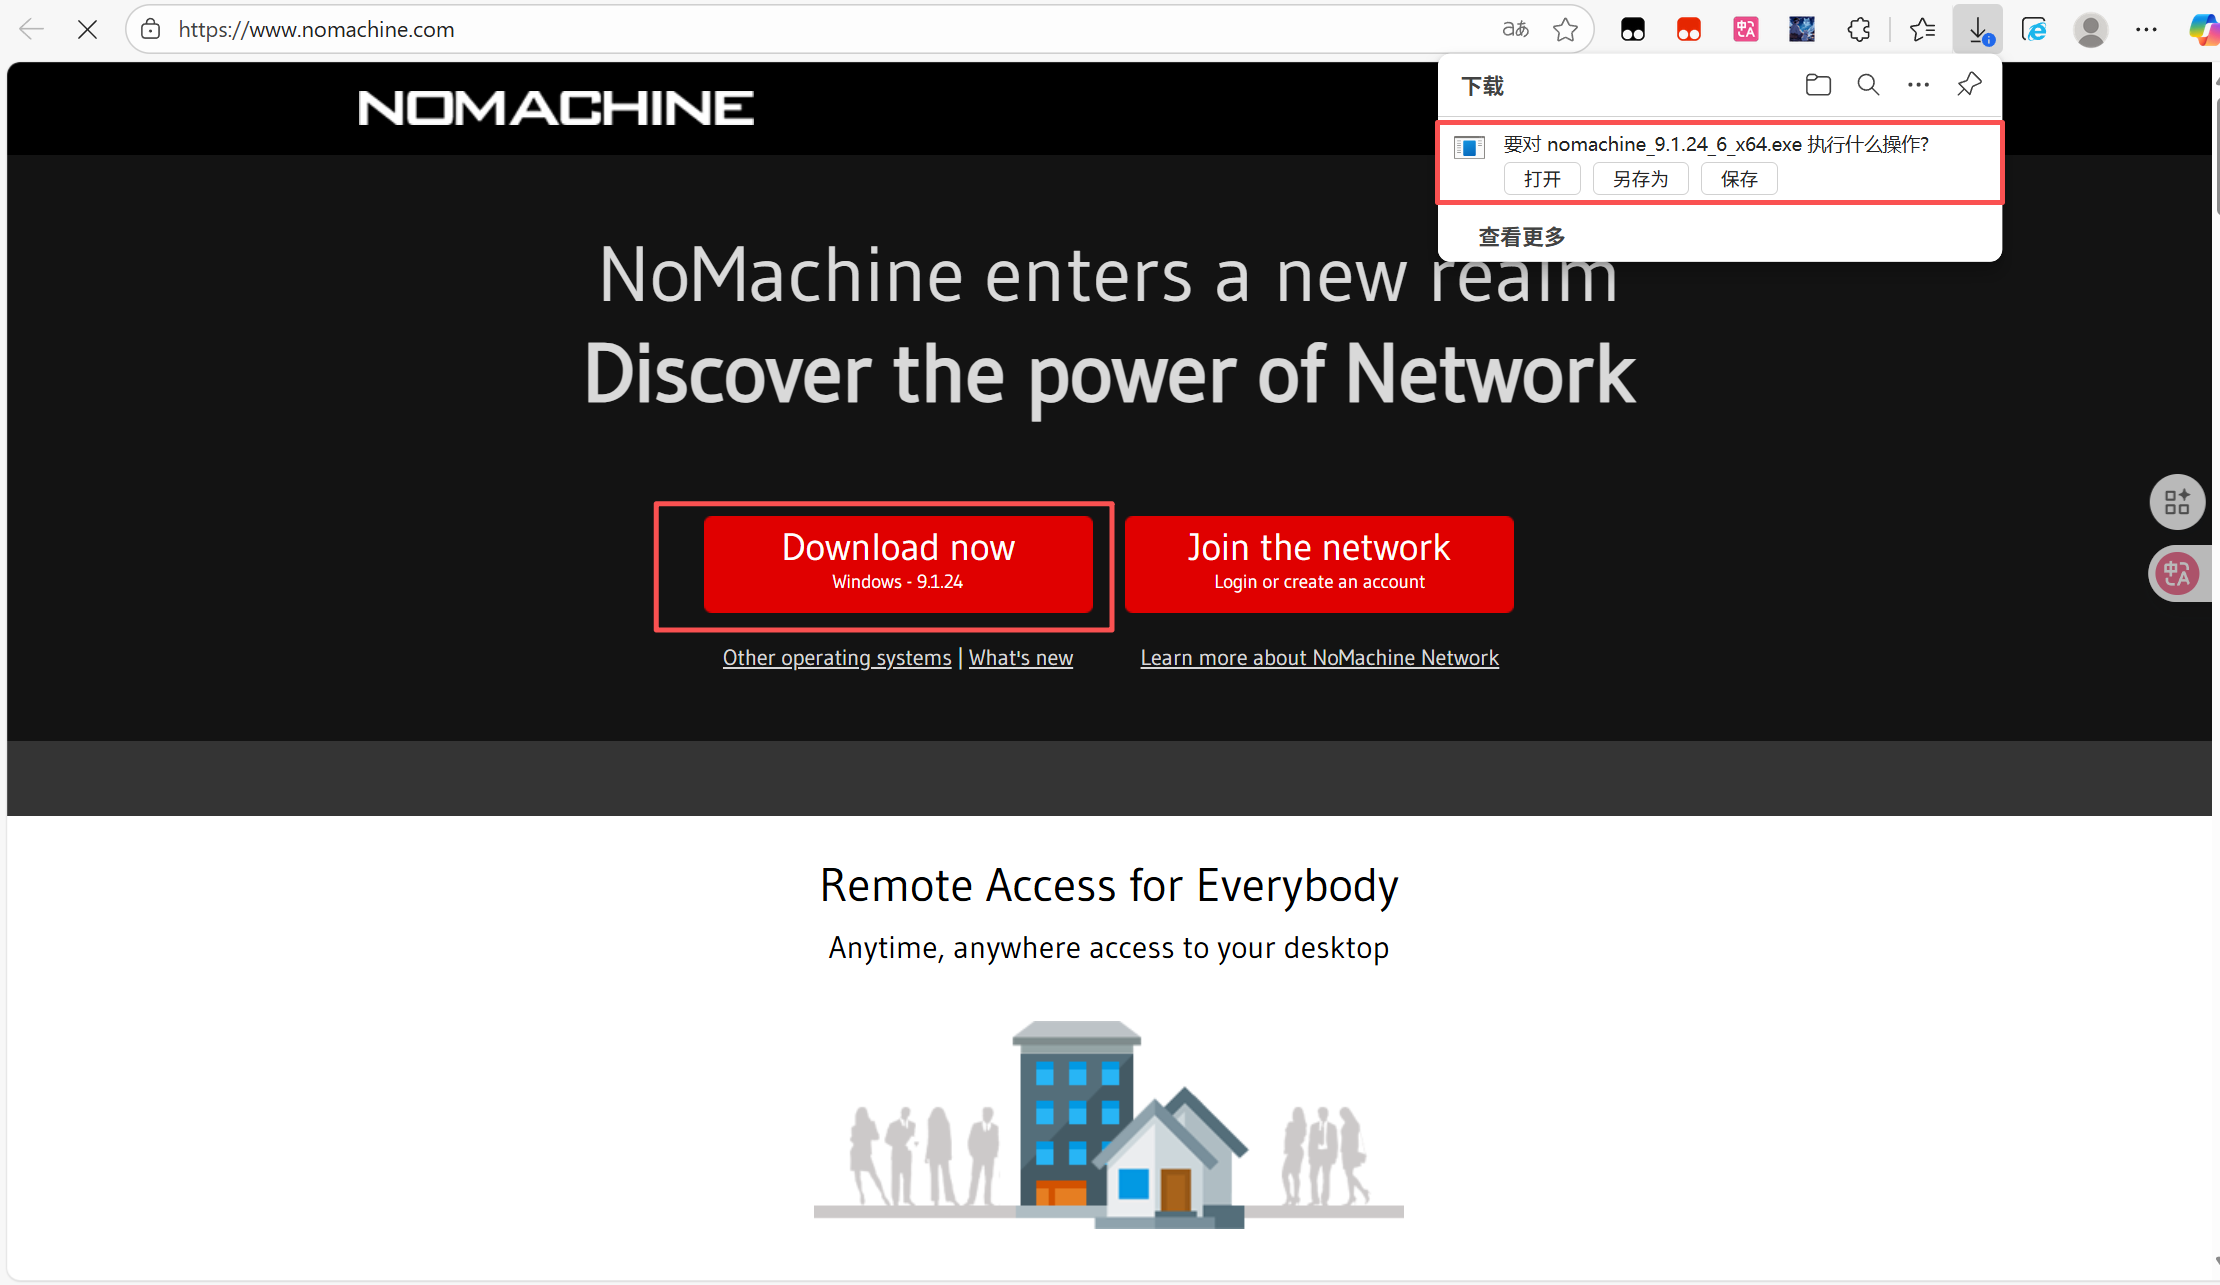 https://www.nomachine.com
aあ
下载
要对 nomachine_9.1.24_6_x64.exe 执行什么操作?
打开
另存为
保存
查看更多
NOMACHINE
NoMachine enters a new realm
Discover the power of Network
Download now
Windows - 9.1.24
Join the network
Login or create an account
Other operating systems | What's new
Learn more about NoMachine Network
Remote Access for Everybody
Anytime, anywhere access to your desktop